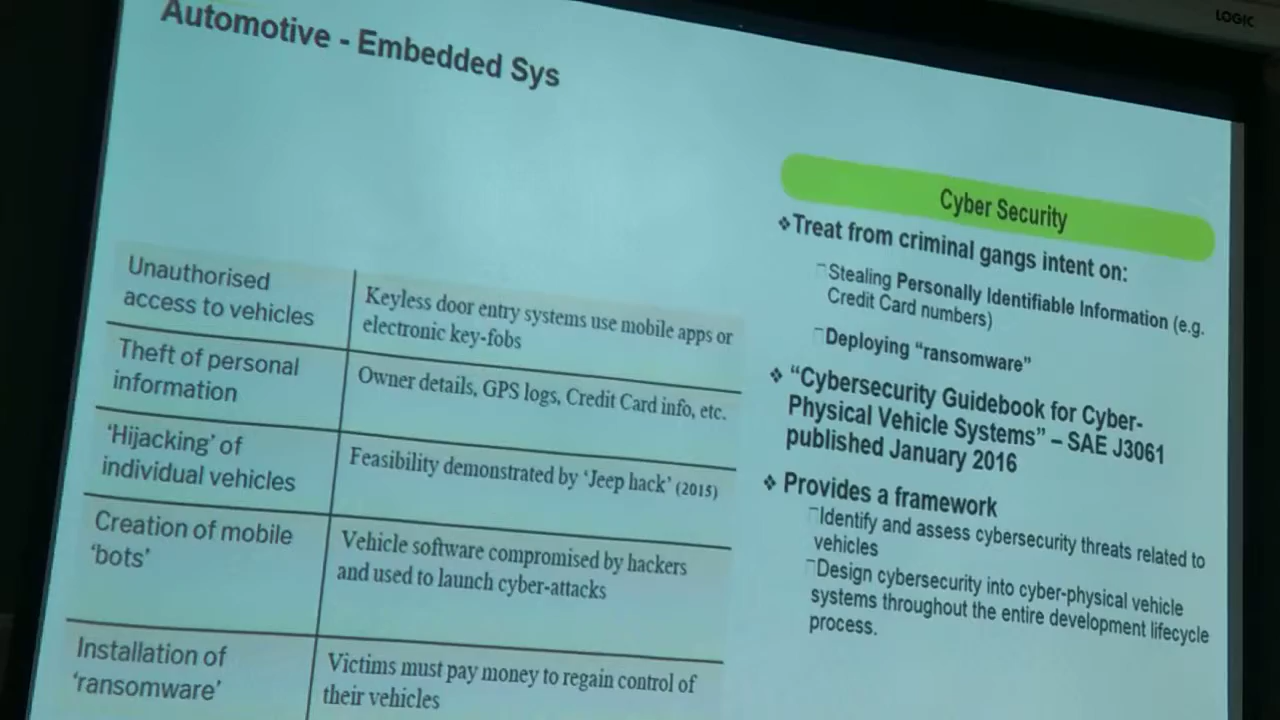 LOGIC
Automotive - Embedded Sys
Unauthorised
access to vehicles
Keyless door entry systems use mobile apps or
electronic key-fobs
Theft of personal
information
Owner details, GPS logs, Credit Card info, etc.
‘Hijacking’ of
individual vehicles
Feasibility demonstrated by ‘Jeep hack’ (2015)
Creation of mobile
‘bots’
Vehicle software compromised by hackers
and used to launch cyber-attacks
Installation of
‘ransomware’
Victims must pay money to regain control of
their vehicles
Cyber Security
❖Treat from criminal gangs intent on:
Stealing Personally Identifiable Information (e.g.
Credit Card numbers)
Deploying “ransomware”
❖ “Cybersecurity Guidebook for Cyber-
Physical Vehicle Systems” – SAE J3061
published January 2016
❖ Provides a framework
Identify and assess cybersecurity threats related to
vehicles
Design cybersecurity into cyber-physical vehicle
systems throughout the entire development lifecycle
process.